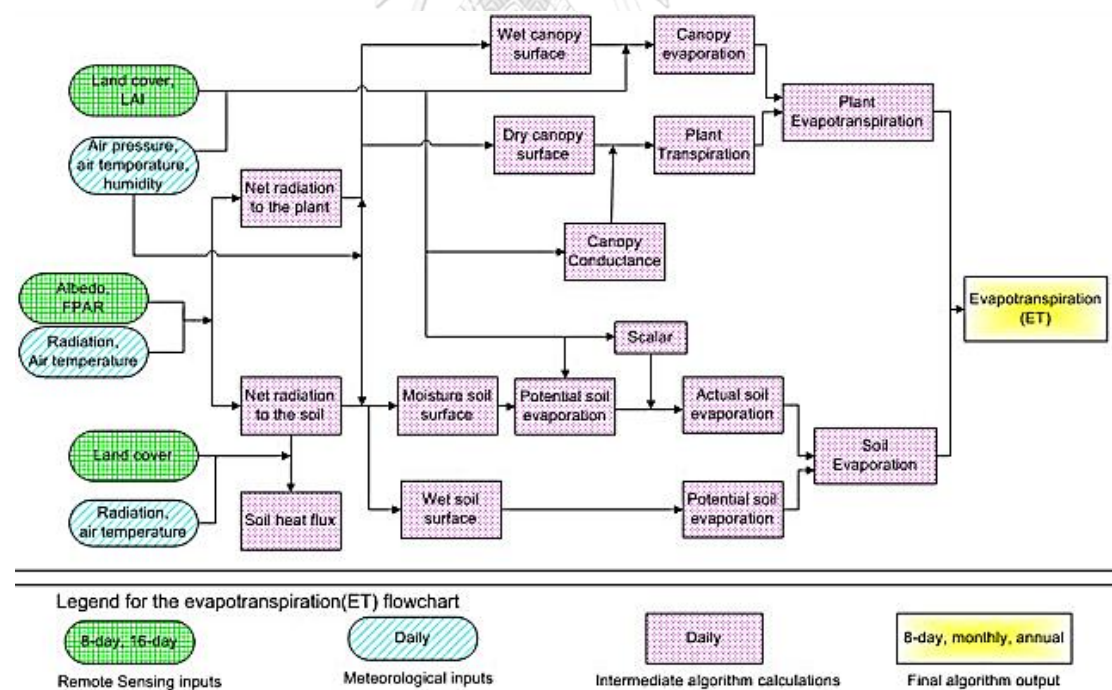 Wet canopy
surface
Canopy
evaporation
Land cover,
LAI
Plant
Evapotranspiration
Air pressure,
air temperature,
humidity
Dry canopy
surface
Plant
Transpiration
Net radiation
to the plant
Canopy
Conductance
Albedo,
FPAR
Radiation,
Air temperature
Evapotranspiration
(ET)
Scalar
Net radiation
to the soil
Moisture soil
surface
Potential soil
evaporation
Actual soil
evaporation
Land cover
Soil
Evaporation
Radiation,
air temperature
Soil heat flux
Wet soil
surface
Potential soil
evaporation
Legend for the evapotranspiration(ET) flowchart
8-day, 16-day
Daily
Daily
8-day, monthly, annual
Remote Sensing inputs
Meterological inputs
Intermediate algorithm calculations
Final algorithm output